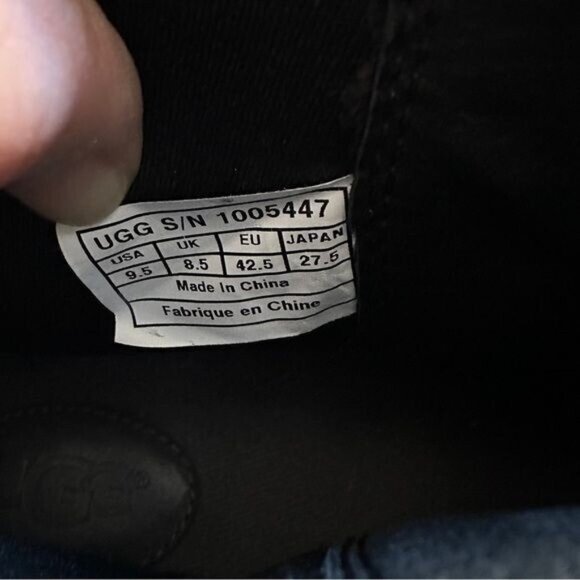 UGG S/N 1005447
USA UK EU JAPAN
9.5 8.5 42.5 27.5
Made In China
Fabrique en Chine
UGG®